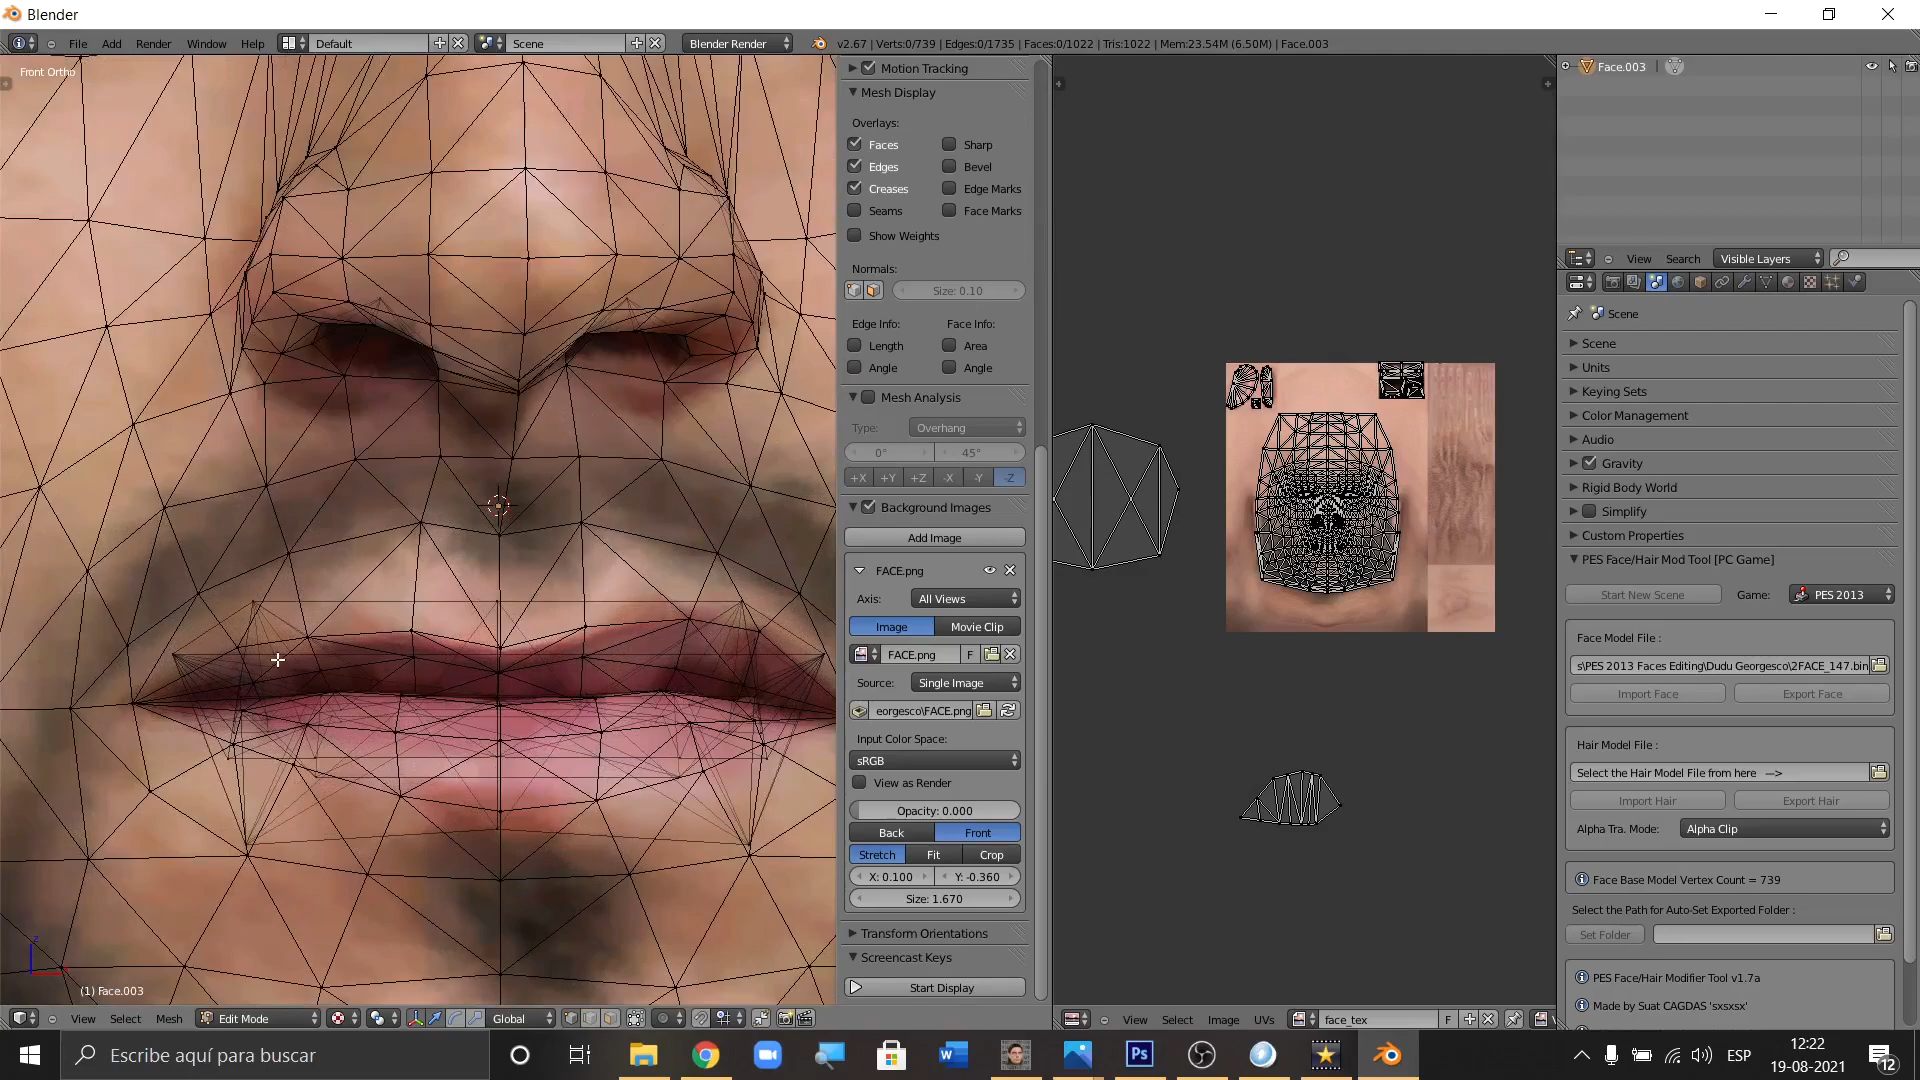 Blender
File Add Render Window Help Default Scene Blender Render v2.67 | Verts:0/739 | Edges:0/1735 | Faces:0/1022 | Tris:1022 | Mem:23.54M (6.50M) | Face.003
Front Ortho
Motion Tracking
Mesh Display
Overlays:
Faces Sharp
Edges Bevel
Creases Edge Marks
Seams Face Marks
Show Weights
Normals:
Size: 0.10
Edge Info: Face Info:
Length Area
Angle Angle
Mesh Analysis
Type: Overhang
0° 45°
+X +Y +Z -X -Y -Z
Background Images
Add Image
FACE.png
Axis: All Views
Image Movie Clip
FACE.png F
Source: Single Image
eorgesco\FACE.png
Input Color Space:
sRGB
View as Render
Opacity: 0.000
Back Front
Stretch Fit Crop
X: 0.100 Y: -0.360
Size: 1.670
Transform Orientations
Screencast Keys
Start Display
z
(1) Face.003
View Select Mesh Edit Mode Global
View Select Image UVs face_tex F
Face.003
View Search Visible Layers
Scene
Scene
Units
Keying Sets
Color Management
Audio
Gravity
Rigid Body World
Simplify
Custom Properties
PES Face/Hair Mod Tool [PC Game]
Start New Scene Game: PES 2013
Face Model File :
s\PES 2013 Faces Editing\Dudu Georgesco\2FACE_147.bin
Import Face Export Face
Hair Model File :
Select the Hair Model File from here --->
Import Hair Export Hair
Alpha Tra. Mode: Alpha Clip
Face Base Model Vertex Count = 739
Select the Path for Auto-Set Exported Folder :
Set Folder
PES Face/Hair Modifier Tool v1.7a
Made by Suat CAGDAS 'sxsxsx'
Escribe aquí para buscar
ESP
12:22
19-08-2021
12